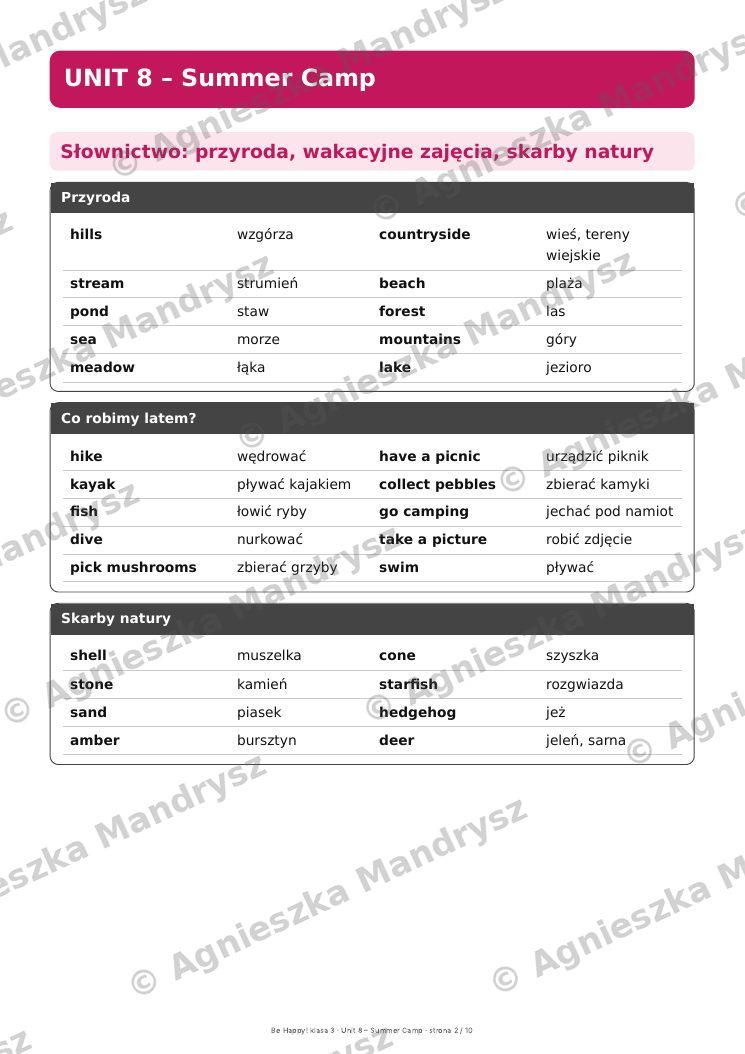 UNIT 8 – Summer Camp
Słownictwo: przyroda, wakacyjne zajęcia, skarby natury
Przyroda
hills wzgórza countryside wieś, tereny
wiejskie
stream strumień beach plaża
pond staw forest las
sea morze mountains góry
meadow łąka lake jezioro
Co robimy latem?
hike wędrować have a picnic urządzić piknik
kayak pływać kajakiem collect pebbles zbierać kamyki
fish łowić ryby go camping jechać pod namiot
dive nurkować take a picture robić zdjęcie
pick mushrooms zbierać grzyby swim pływać
Skarby natury
shell muszelka cone szyszka
stone kamień starfish rozgwiazda
sand piasek hedgehog jeż
amber bursztyn deer jeleń, sarna
Be Happy! klasa 3 · Unit 8 – Summer Camp · strona 2 / 10
© Agnieszka Mandrysz